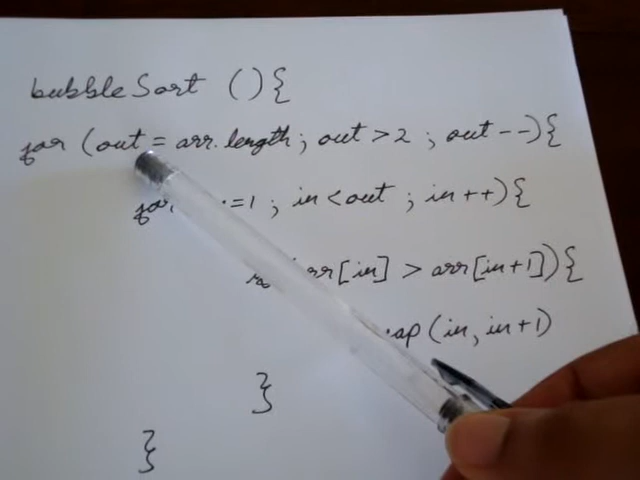 bubbleSort (){
for (out = arr.length; out > 2 ; out --){
=1 ; in < out ; in ++){
[in] > arr[in+1]){
(in, in+1)
}
}